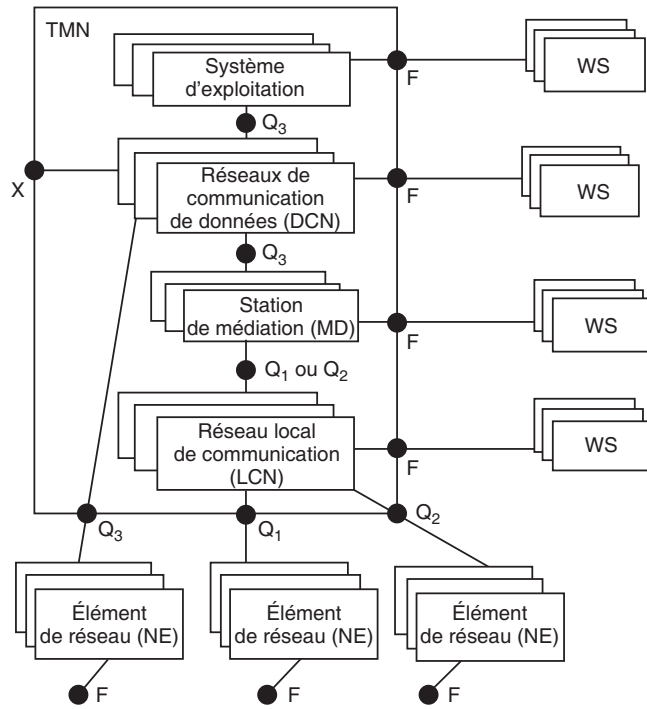 TMN
Système
d'exploitation
F
WS
Q3
X
Réseaux de
communication
de données (DCN)
F
WS
Q3
Station
de médiation (MD)
F
WS
Q1 ou Q2
Réseau local
de communication
(LCN)
F
WS
Q3
Q1
Q2
Élément
de réseau (NE)
Élément
de réseau (NE)
Élément
de réseau (NE)
F
F
F